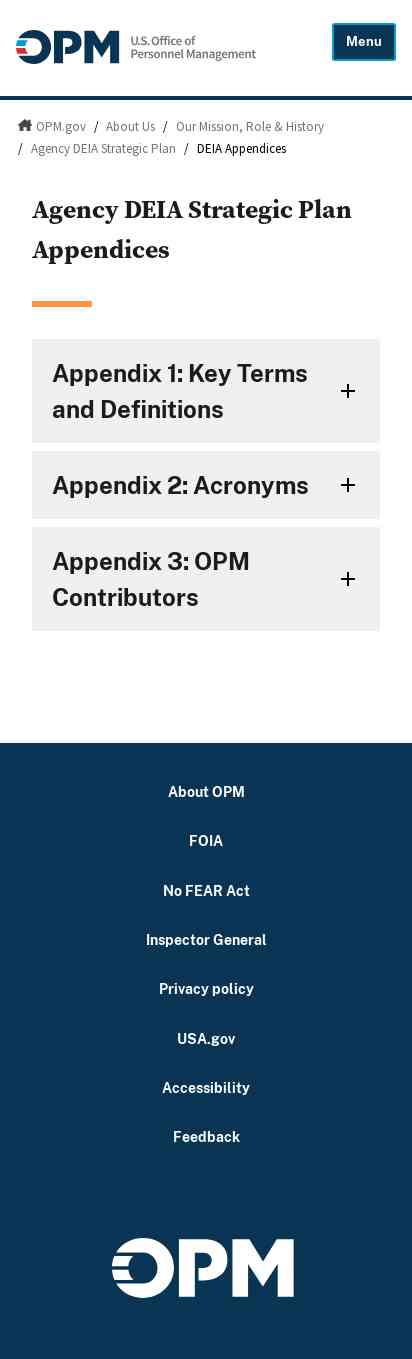 OPM U.S. Office of
Personnel Management
Menu
OPM.gov / About Us / Our Mission, Role & History
/ Agency DEIA Strategic Plan / DEIA Appendices
Agency DEIA Strategic Plan
Appendices
Appendix 1: Key Terms
and Definitions
Appendix 2: Acronyms
Appendix 3: OPM
Contributors
About OPM
FOIA
No FEAR Act
Inspector General
Privacy policy
USA.gov
Accessibility
Feedback
OPM